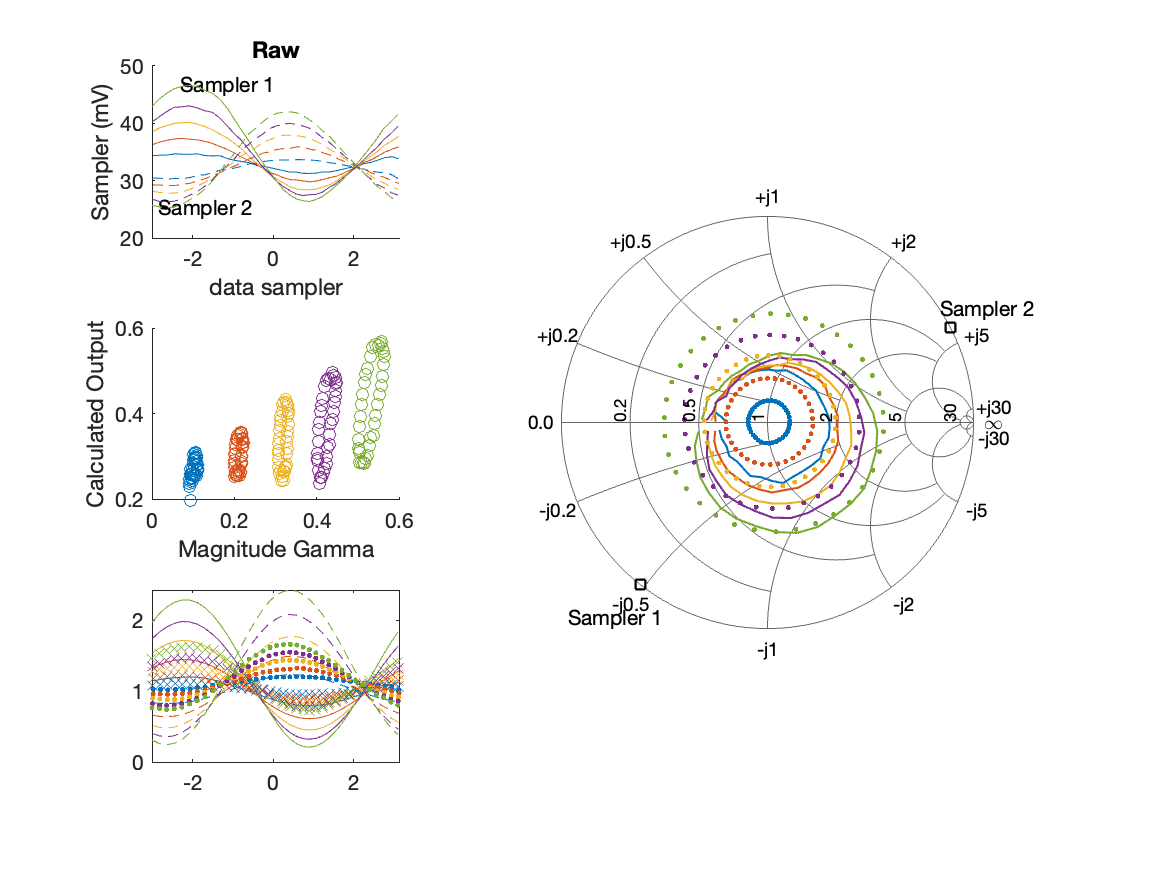 Raw
50
40
30
20
Sampler (mV)
Sampler 1
Sampler 2
-2
0
2
data sampler
0.6
0.4
0.2
Calculated Output
0
0.2
0.4
0.6
Magnitude Gamma
2
1
0
-2
0
2
+j1
+j0.5
+j2
Sampler 2
+j0.2
+j5
0.0
0.2
0.5
1
2
5
30
+j30
∞
-j30
-j0.2
-j5
-j0.5
Sampler 1
-j2
-j1